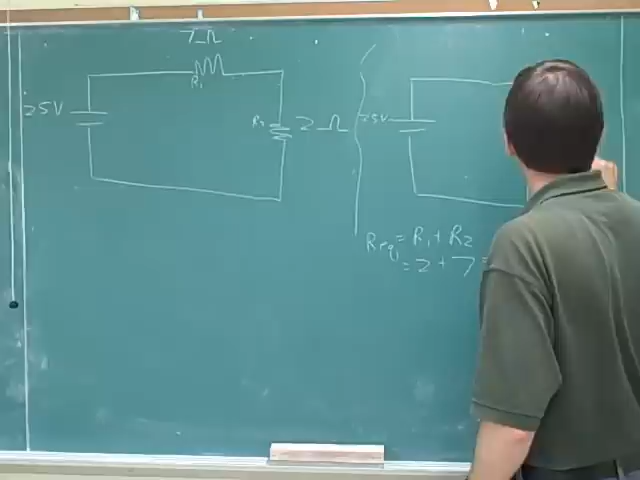 7 Ω
R1
25V
R2 2 Ω
25V
Req = R1 + R2
= 2 + 7 =